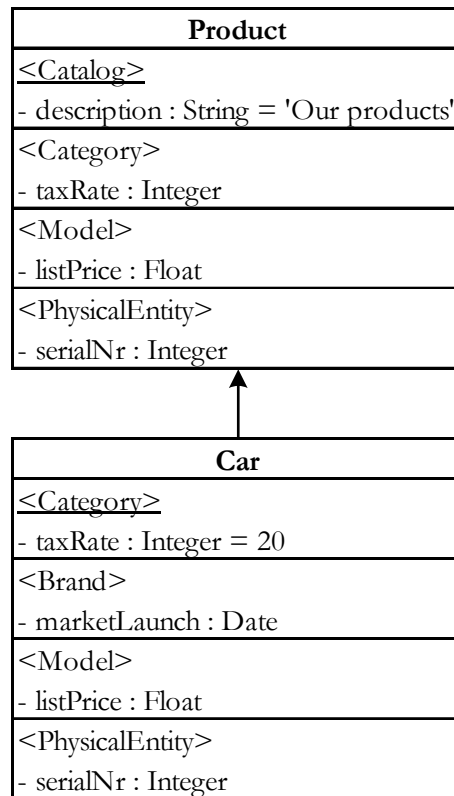 Product
<Catalog>
- description : String = 'Our products'
<Category>
- taxRate : Integer
<Model>
- listPrice : Float
<PhysicalEntity>
- serialNr : Integer
Car
<Category>
- taxRate : Integer = 20
<Brand>
- marketLaunch : Date
<Model>
- listPrice : Float
<PhysicalEntity>
- serialNr : Integer